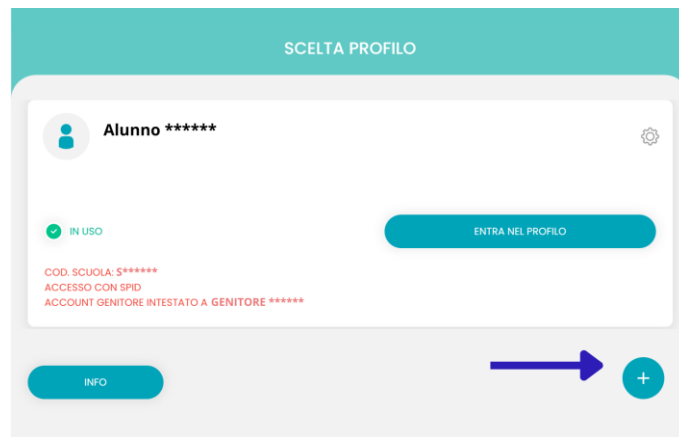 SCELTA PROFILO
Alunno ******
IN USO
ENTRA NEL PROFILO
COD. SCUOLA: S******
ACCESSO CON SPID
ACCOUNT GENITORE INTESTATO A GENITORE ******
INFO
+